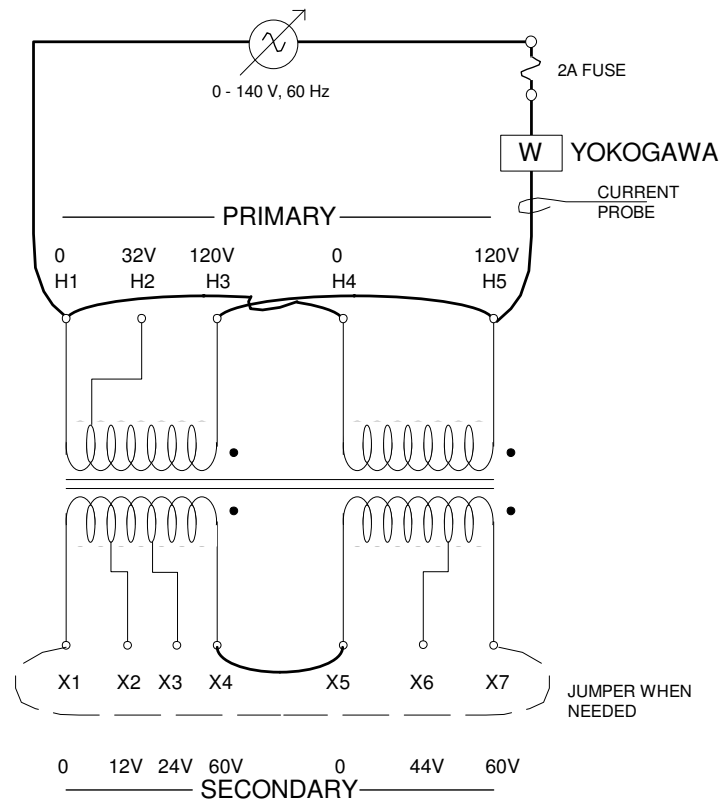 0 - 140 V, 60 Hz
2A FUSE
W YOKOGAWA
CURRENT
PROBE
PRIMARY
0 32V 120V 0 120V
H1 H2 H3 H4 H5
X1 X2 X3 X4 X5 X6 X7
JUMPER WHEN
NEEDED
0 12V 24V 60V 0 44V 60V
SECONDARY